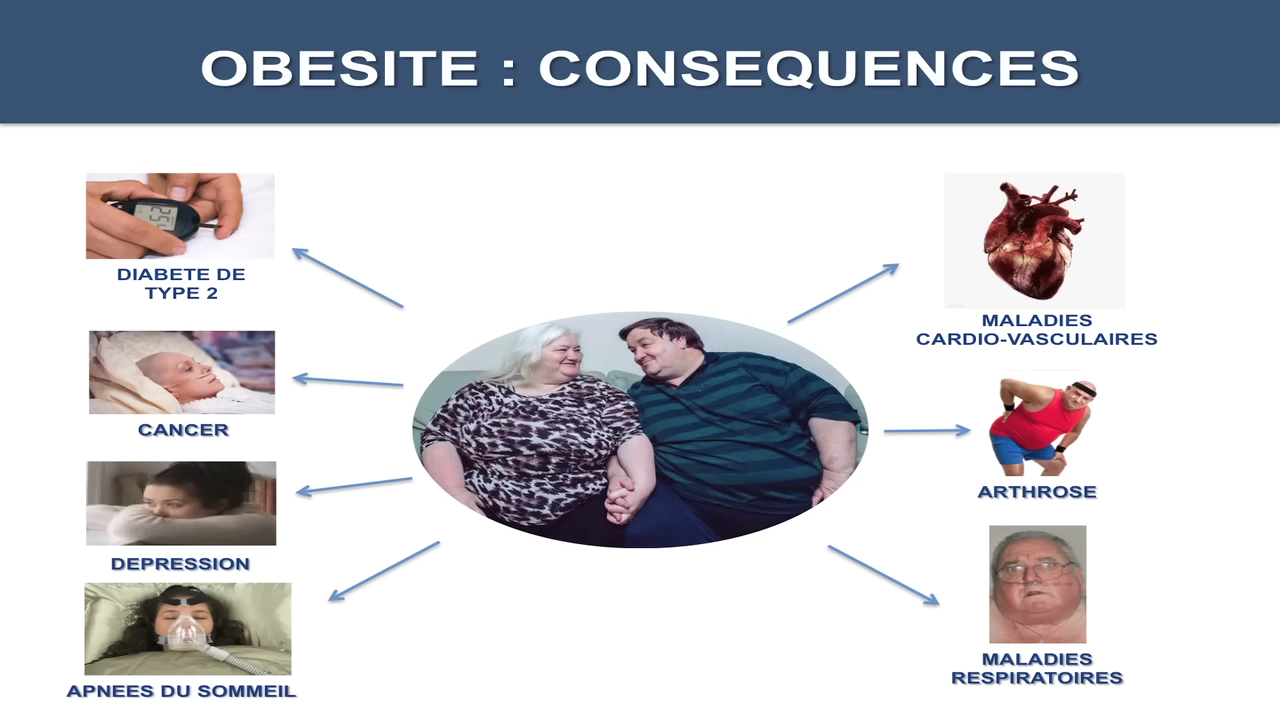 OBESITE : CONSEQUENCES
DIABETE DE
TYPE 2
CANCER
DEPRESSION
APNEES DU SOMMEIL
MALADIES
CARDIO-VASCULAIRES
ARTHROSE
MALADIES
RESPIRATOIRES